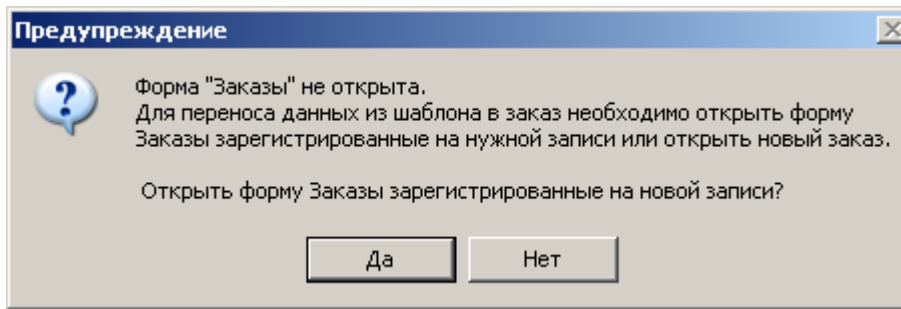 Предупреждение
Форма "Заказы" не открыта.
Для переноса данных из шаблона в заказ необходимо открыть форму
Заказы зарегистрированные на нужной записи или открыть новый заказ.
Открыть форму Заказы зарегистрированные на новой записи?
Да
Нет